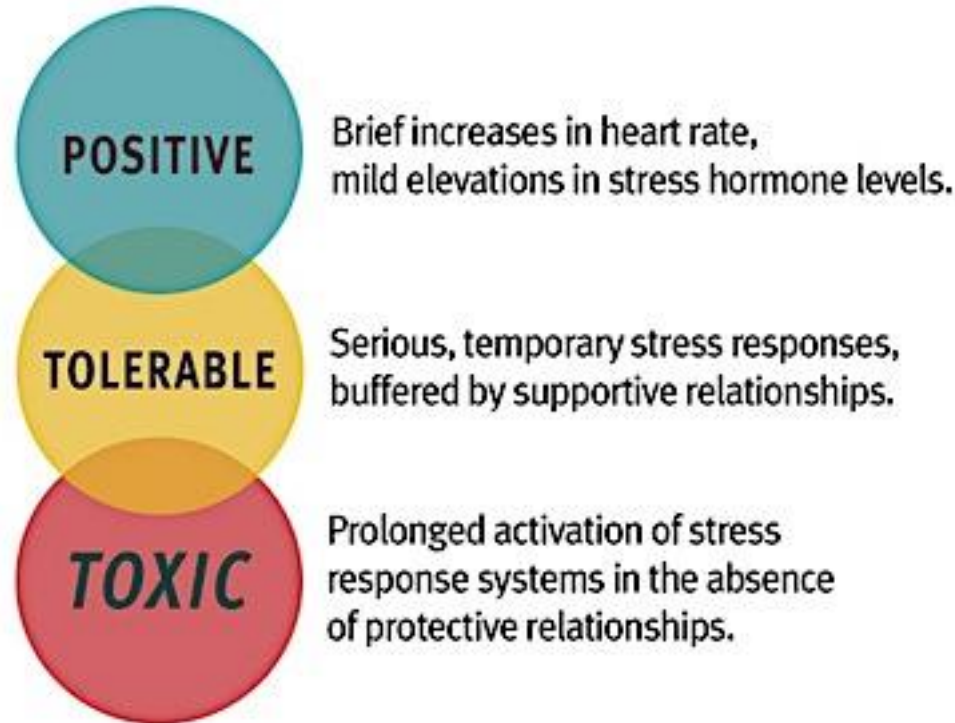 POSITIVE
Brief increases in heart rate,
mild elevations in stress hormone levels.
TOLERABLE
Serious, temporary stress responses,
buffered by supportive relationships.
TOXIC
Prolonged activation of stress
response systems in the absence
of protective relationships.